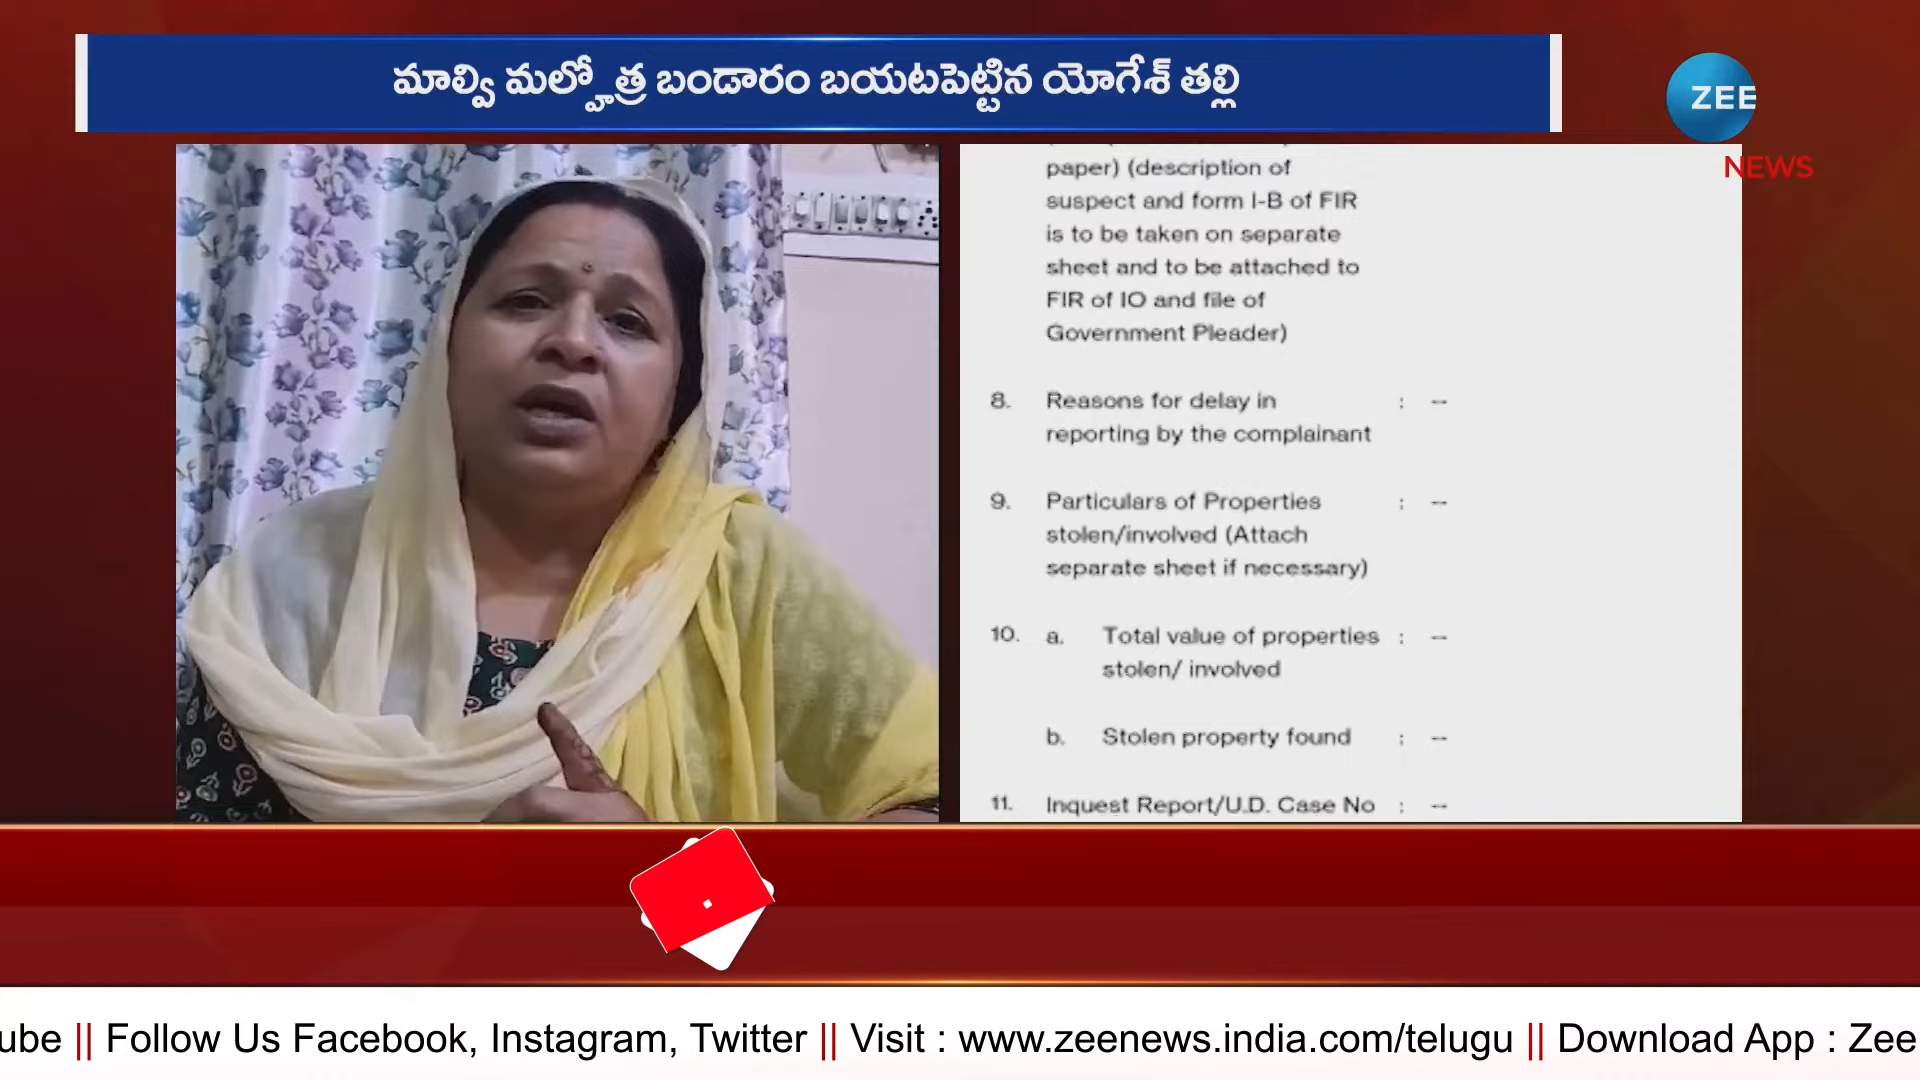 మాల్వి మల్హోత్ర బండారం బయటపెట్టిన యోగేశ్ తల్లి
ZEE
NEWS
paper) (description of
suspect and form I-B of FIR
is to be taken on separate
sheet and to be attached to
FIR of IO and file of
Government Pleader)
8. Reasons for delay in : --
reporting by the complainant
9. Particulars of Properties : --
stolen/involved (Attach
separate sheet if necessary)
10. a. Total value of properties : --
stolen/ involved
b. Stolen property found : --
11. Inquest Report/U.D. Case No : --
ube || Follow Us Facebook, Instagram, Twitter || Visit : www.zeenews.india.com/telugu || Download App : Zee